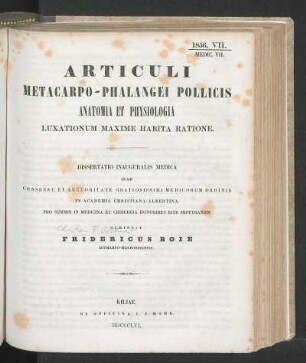 1856. VII.
MEDIC. VII.
ARTICULI
METACARPO-PHALANGEI POLLICIS
ANATOMIA ET PHYSIOLOGIA
LUXATIONUM MAXIME HABITA RATIONE.
DISSERTATIO INAUGURALIS MEDICA
QUAM
CONSENSU ET AUCTORITATE GRATIOSISSIMI MEDICORUM ORDINIS
IN ACADEMIA CHRISTIANA-ALBERTINA
PRO SUMMIS IN MEDICINA ET CHIRURGIA HONORIBUS RITE IMPETRANDIS
SCRIPSIT
FRIDERICUS BOIE
KILIAE.
EX OFFICINA C. F. MOHR.
MDCCCLVI.